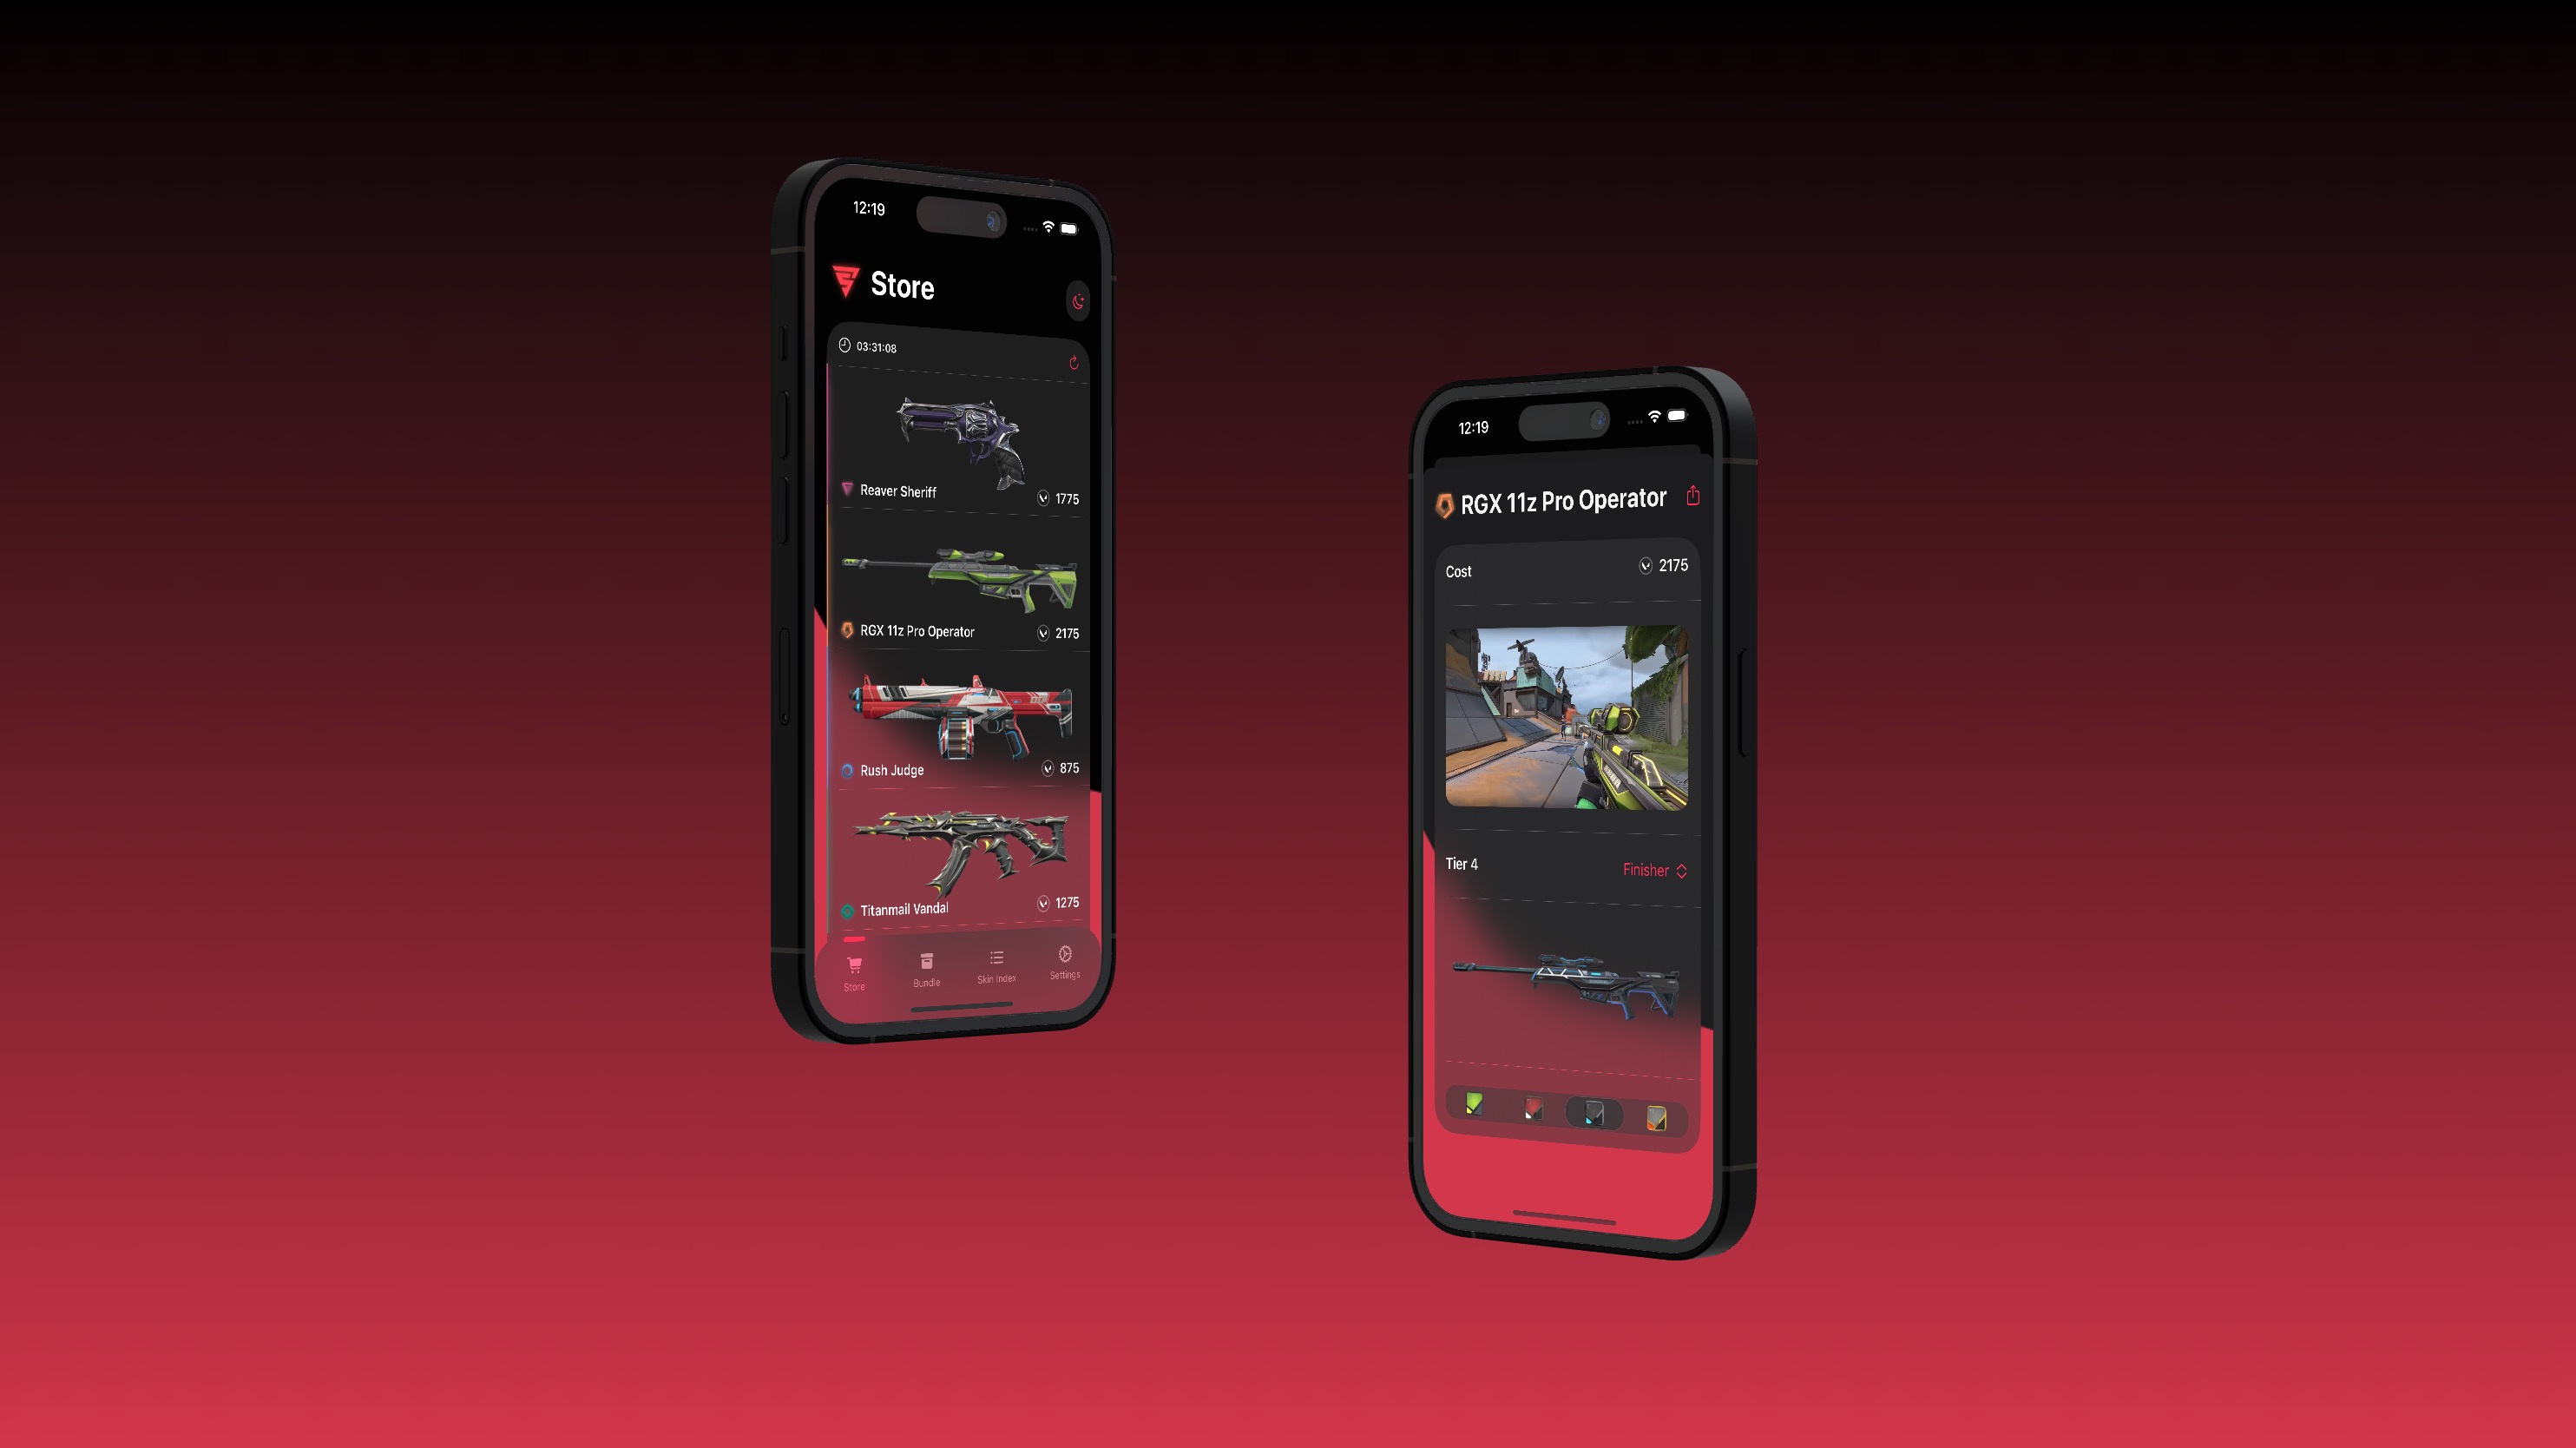 12:19
Store
03:31:08
Reaver Sheriff
1775
RGX 11z Pro Operator
2175
Rush Judge
875
Titanmail Vandal
1275
Store
Bundle
Skin Index
Settings
12:19
RGX 11z Pro Operator
Cost
2175
Tier 4
Finisher